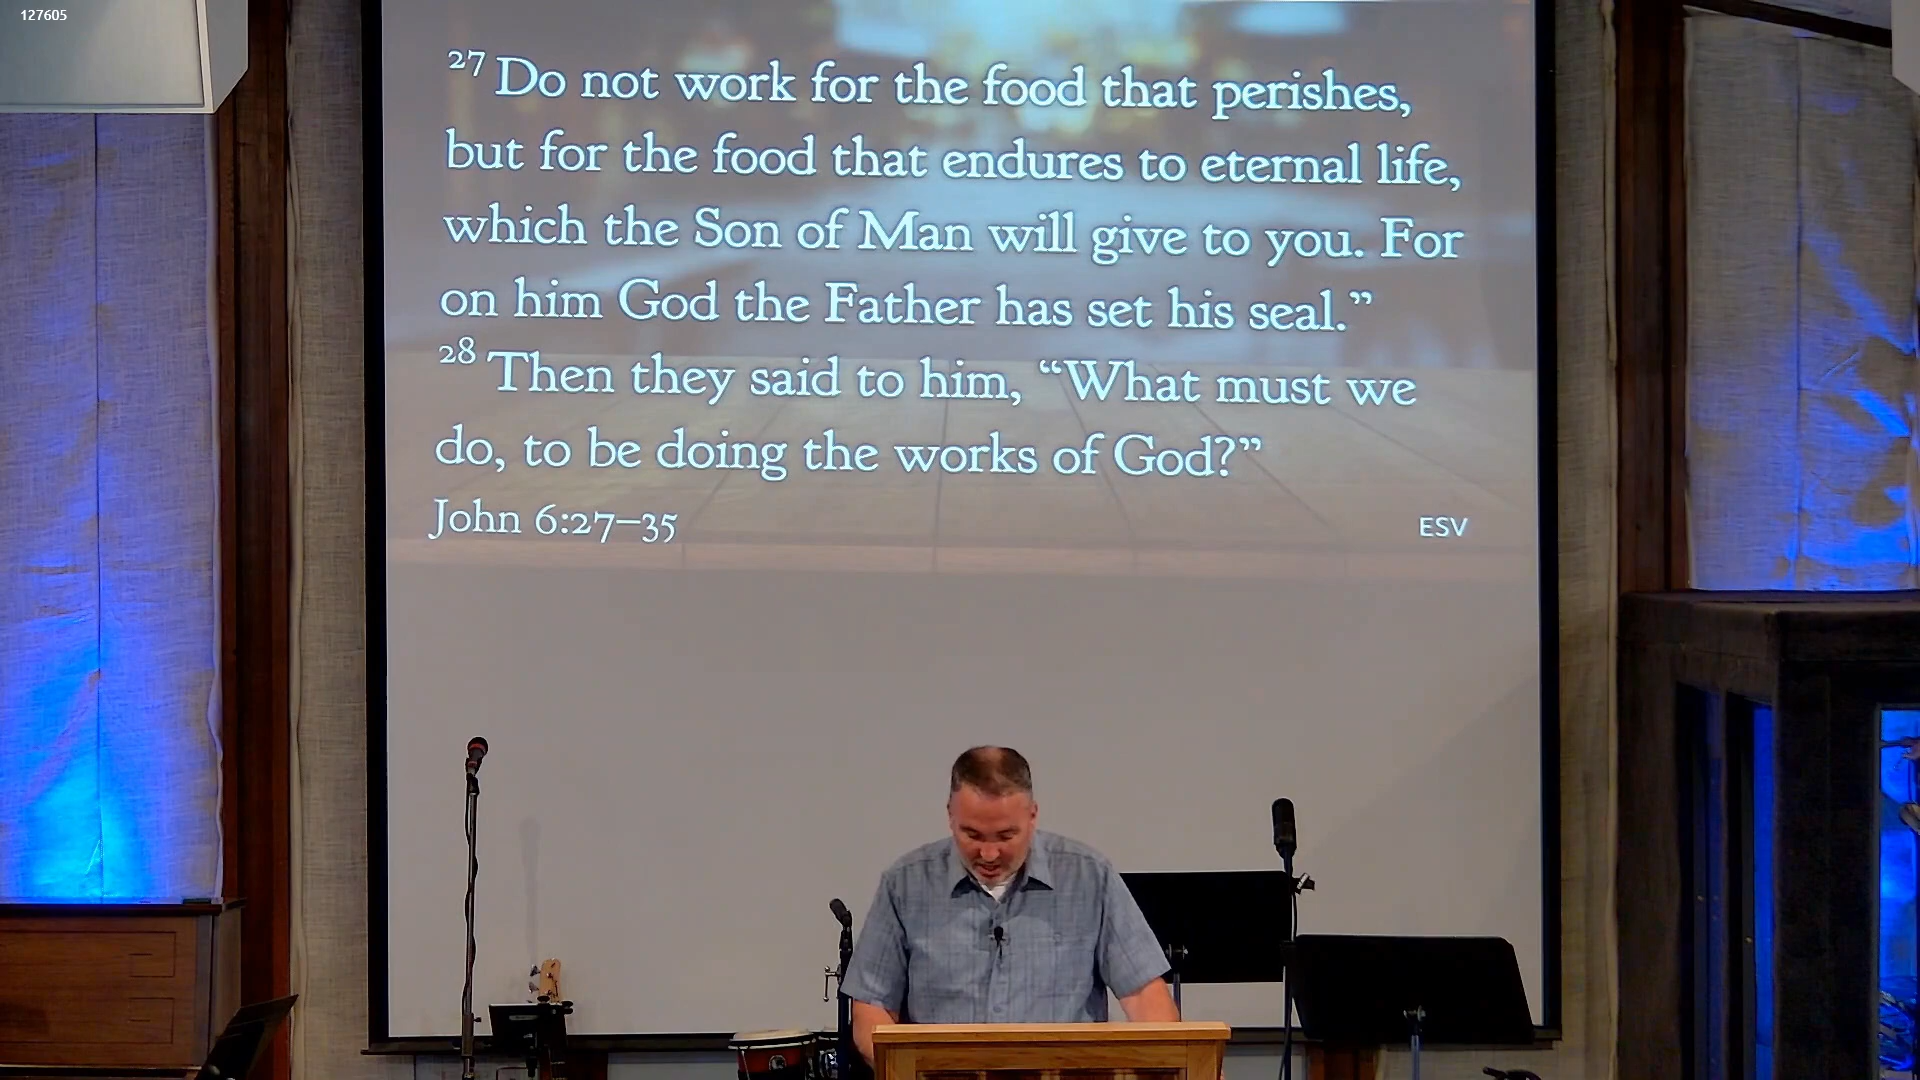 127605
27 Do not work for the food that perishes,
but for the food that endures to eternal life,
which the Son of Man will give to you. For
on him God the Father has set his seal.”
28 Then they said to him, “What must we
do, to be doing the works of God?”
John 6:27–35 ESV